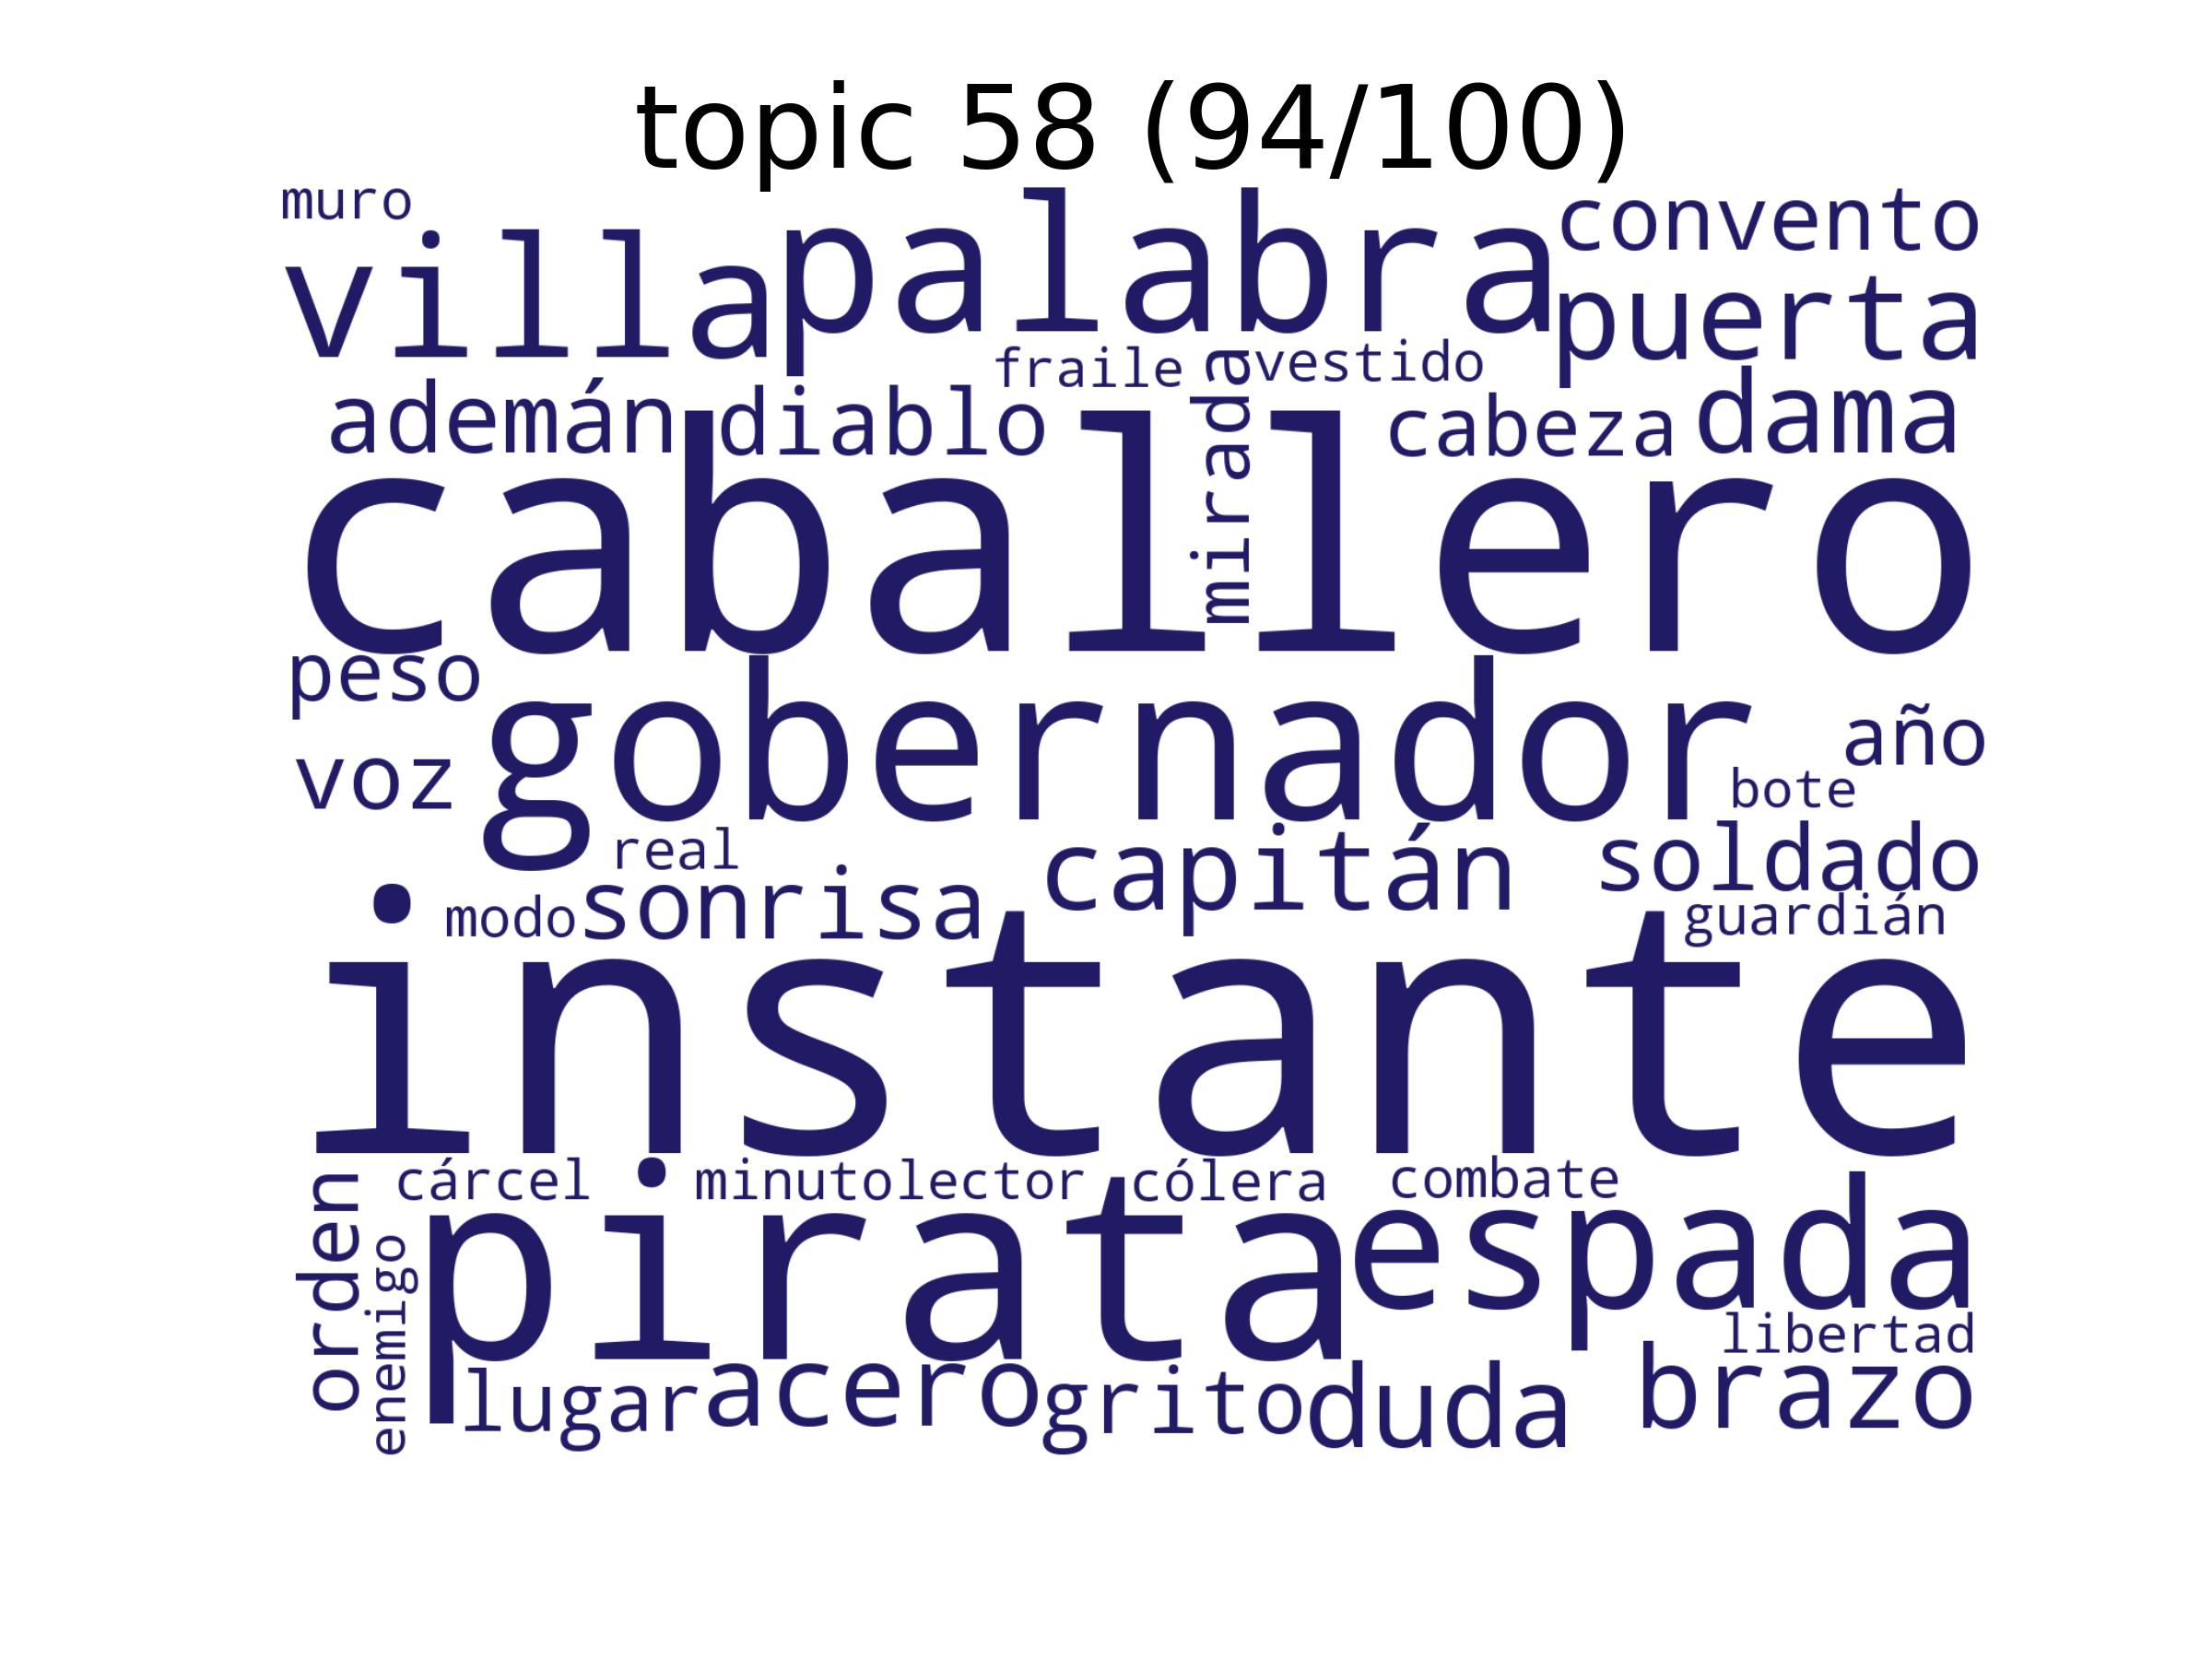 topic 58 (94/100)
muro
villa
palabra
convento
puerta
fraile
vestido
mirada
ademán
diablo
cabeza
dama
caballero
peso
gobernador
año
voz
bote
real
capitán
soldado
modo
sonrisa
guardián
instante
cárcel
minuto
lector
cólera
combate
orden
enemigo
pirata
espada
libertad
lugar
acero
grito
duda
brazo